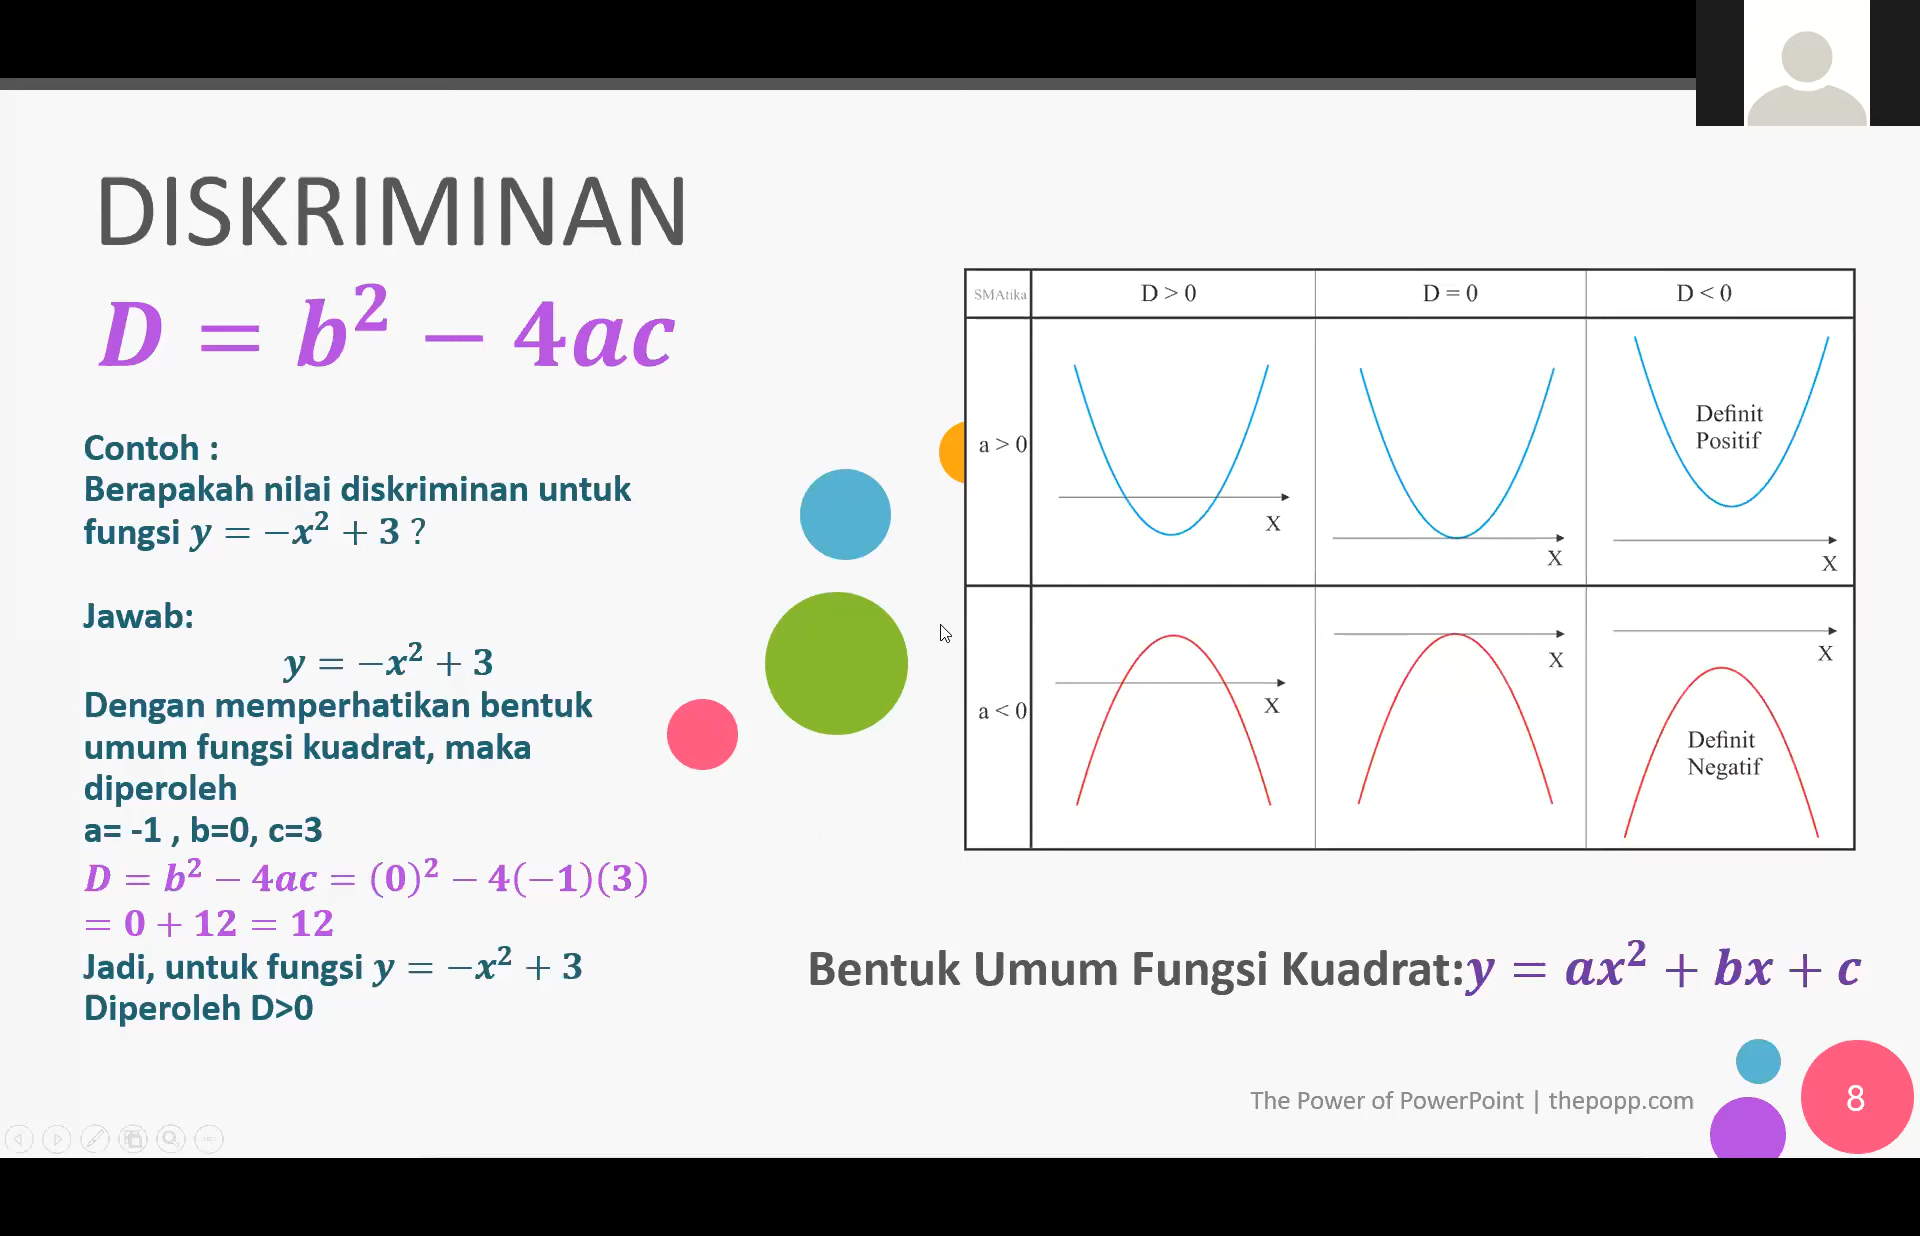 DISKRIMINAN
D = b² − 4ac
Contoh :
Berapakah nilai diskriminan untuk
fungsi y = −x² + 3 ?
Jawab:
y = −x² + 3
Dengan memperhatikan bentuk
umum fungsi kuadrat, maka
diperoleh
a= -1 , b=0, c=3
D = b² − 4ac = (0)² − 4(−1)(3)
= 0 + 12 = 12
Jadi, untuk fungsi y = −x² + 3
Diperoleh D>0
SMAtika D > 0 D = 0 D < 0
a > 0
Definit
Positif
X
X
X
a < 0
X
X
X
Definit
Negatif
Bentuk Umum Fungsi Kuadrat:y = ax² + bx + c
The Power of PowerPoint | thepopp.com
8